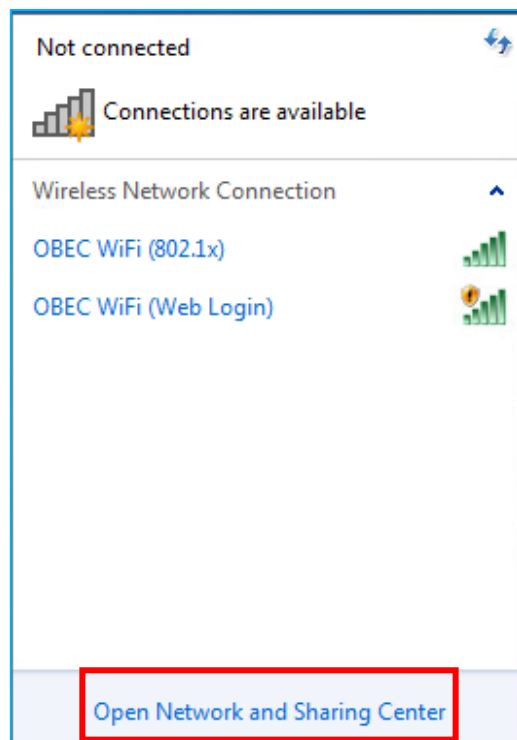 Not connected
Connections are available
Wireless Network Connection
OBEC WiFi (802.1x)
OBEC WiFi (Web Login)
Open Network and Sharing Center